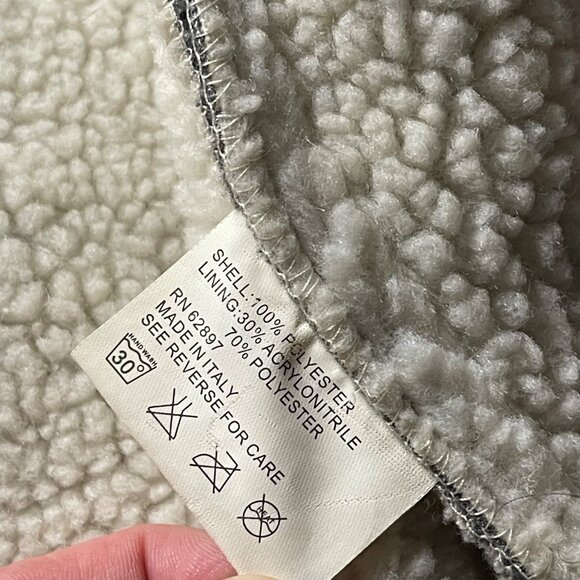 SHELL: 100% POLYESTER
LINING: 30% ACRYLONITRILE
70% POLYESTER
RN 62897
MADE IN ITALY
SEE REVERSE FOR CARE
HAND WASH
30°
HEAT